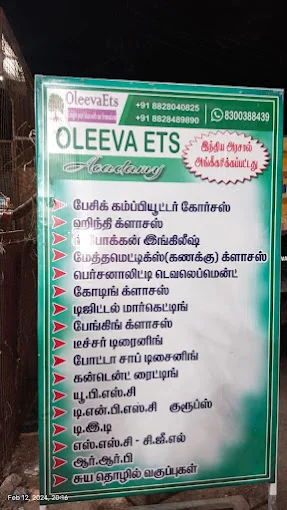 OleevaEts
+91 8828040825
+91 8828489890
8300388439
OLEEVA ETS
Academy
இந்திய அரசால்
அங்கீகரிக்கப்பட்டது
பேசிக் கம்ப்யூட்டர் கோர்சஸ்
ஹிந்தி க்ளாசஸ்
ஸ்போக்கன் இங்கிலீஷ்
மேத்தமெட்டிக்ஸ்(கணக்கு) க்ளாசஸ்
பெர்சனாலிட்டி டெவலெப்மென்ட்
கோடிங் க்ளாசஸ்
டிஜிட்டல் மார்கெட்டிங்
பேங்கிங் க்ளாசஸ்
டீச்சர் டிரைனிங்
போட்டா சாப் டிசைனிங்
கன்டென்ட் ரைட்டிங்
யூ.பி.எஸ்.சி
டி.என்.பி.எஸ்.சி குரூப்ஸ்
டி.இ.டி
எஸ்.எஸ்.சி - சி.ஜி.எல்
ஆர்.ஆர்.பி
சுய தொழில் வகுப்புகள்
Feb 12, 2024, 20:16